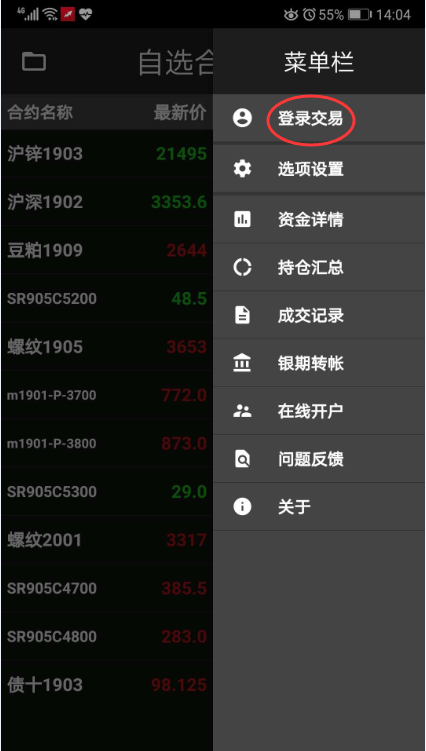 46 55% 14:04
自选合 菜单栏
合约名称 最新价
登录交易
沪锌1903 21495
选项设置
沪深1902 3353.6
资金详情
豆粕1909 2644
持仓汇总
SR905C5200 48.5
成交记录
螺纹1905 3653
银期转帐
m1901-P-3700 772.0
在线开户
m1901-P-3800 873.0
问题反馈
SR905C5300 29.0
关于
螺纹2001 3317
SR905C4700 385.5
SR905C4800 283.0
债十1903 98.125